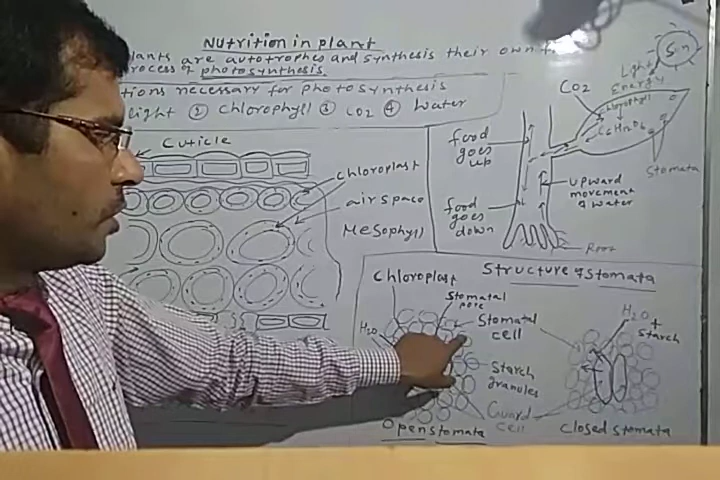 Nutrition in plant
plants are autotrophes and synthesis their own
process of photosynthesis.
tions necessary for photosynthesis
light ② Chlorophyll ③ CO2 ④ Water
Cuticle
chloroplast
air space
Mesophyll
Sun
Light
Energy
CO2
chlorophyll
C6H12O6
Stomata
food
goes
up
food
goes
down
upward
movement
of water
Root
Structure of Stomata
Chloroplast
Stomatal
pore
H2O
Stomatal
cell
Starch
granules
Guard
cell
Open stomata
H2O
+
Starch
Closed stomata